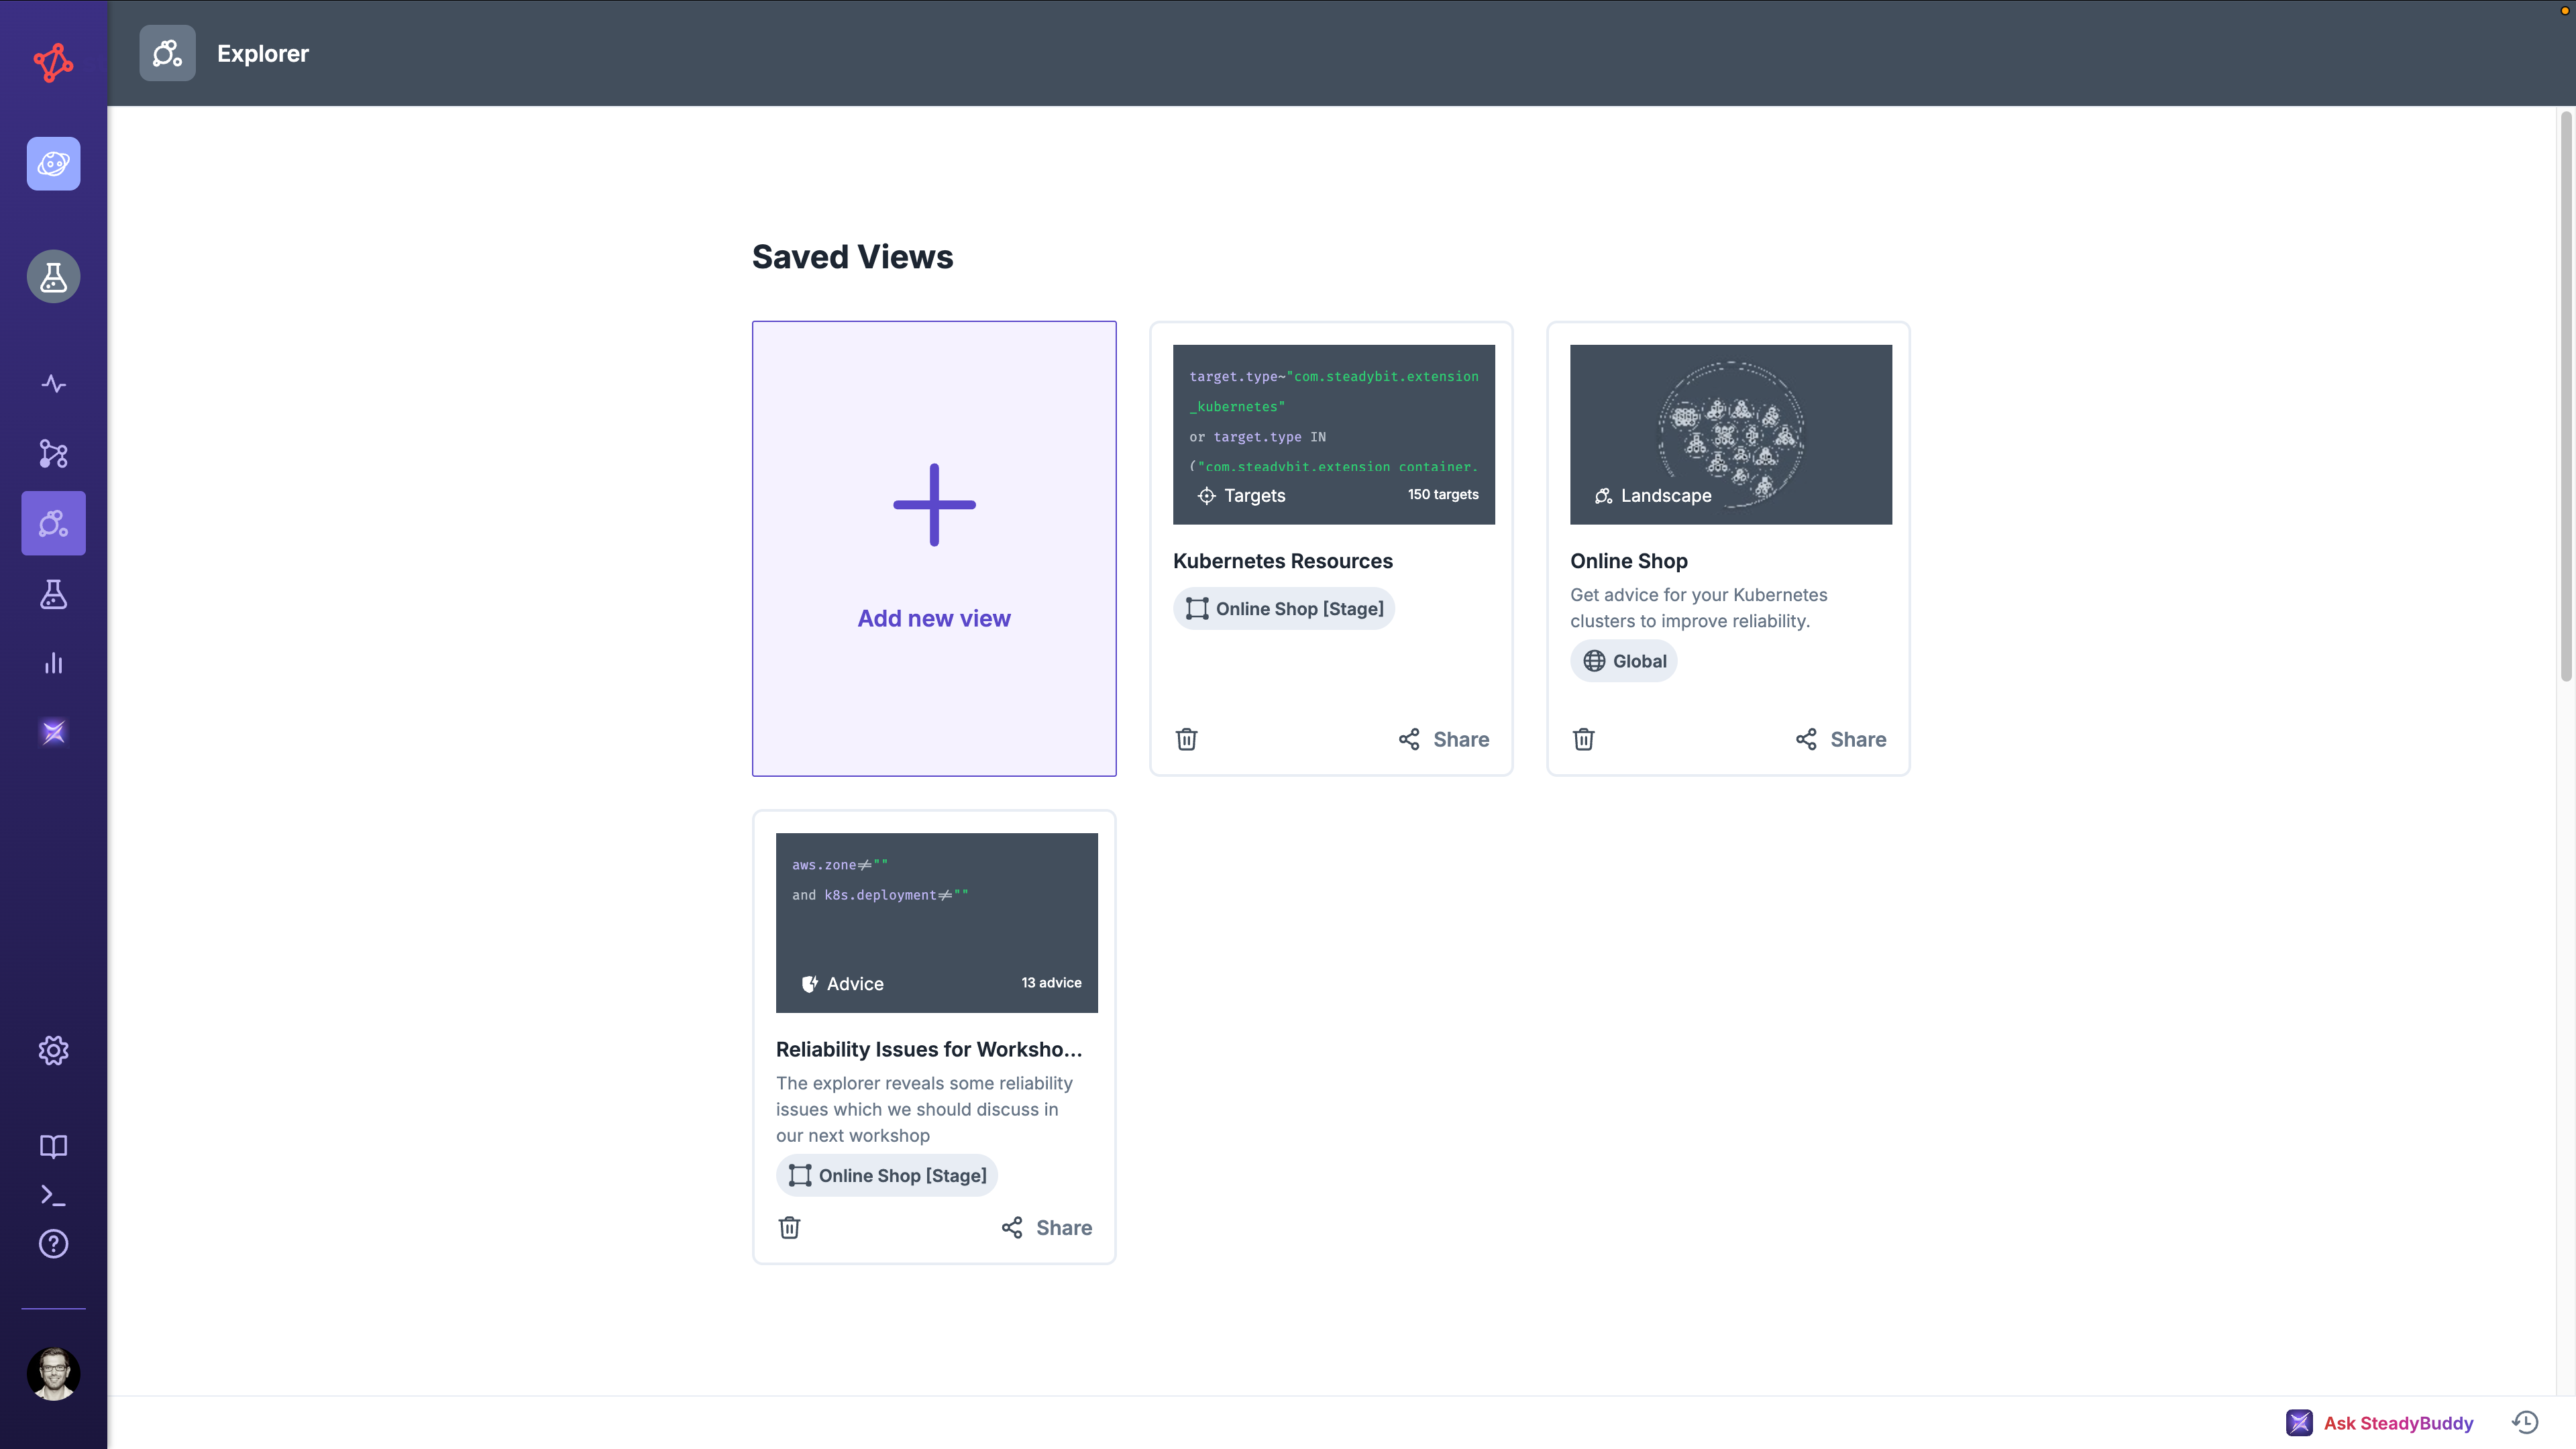 Explorer
Saved Views
Add new view
target.type~"com.steadybit.extension
_kubernetes"
or target.type IN
("com.steadybit.extension_container.
Targets
150 targets
Kubernetes Resources
Online Shop [Stage]
Share
Landscape
Online Shop
Get advice for your Kubernetes
clusters to improve reliability.
Global
Share
aws.zone≠""
and k8s.deployment≠""
Advice
13 advice
Reliability Issues for Worksho...
The explorer reveals some reliability
issues which we should discuss in
our next workshop
Online Shop [Stage]
Share
Ask SteadyBuddy